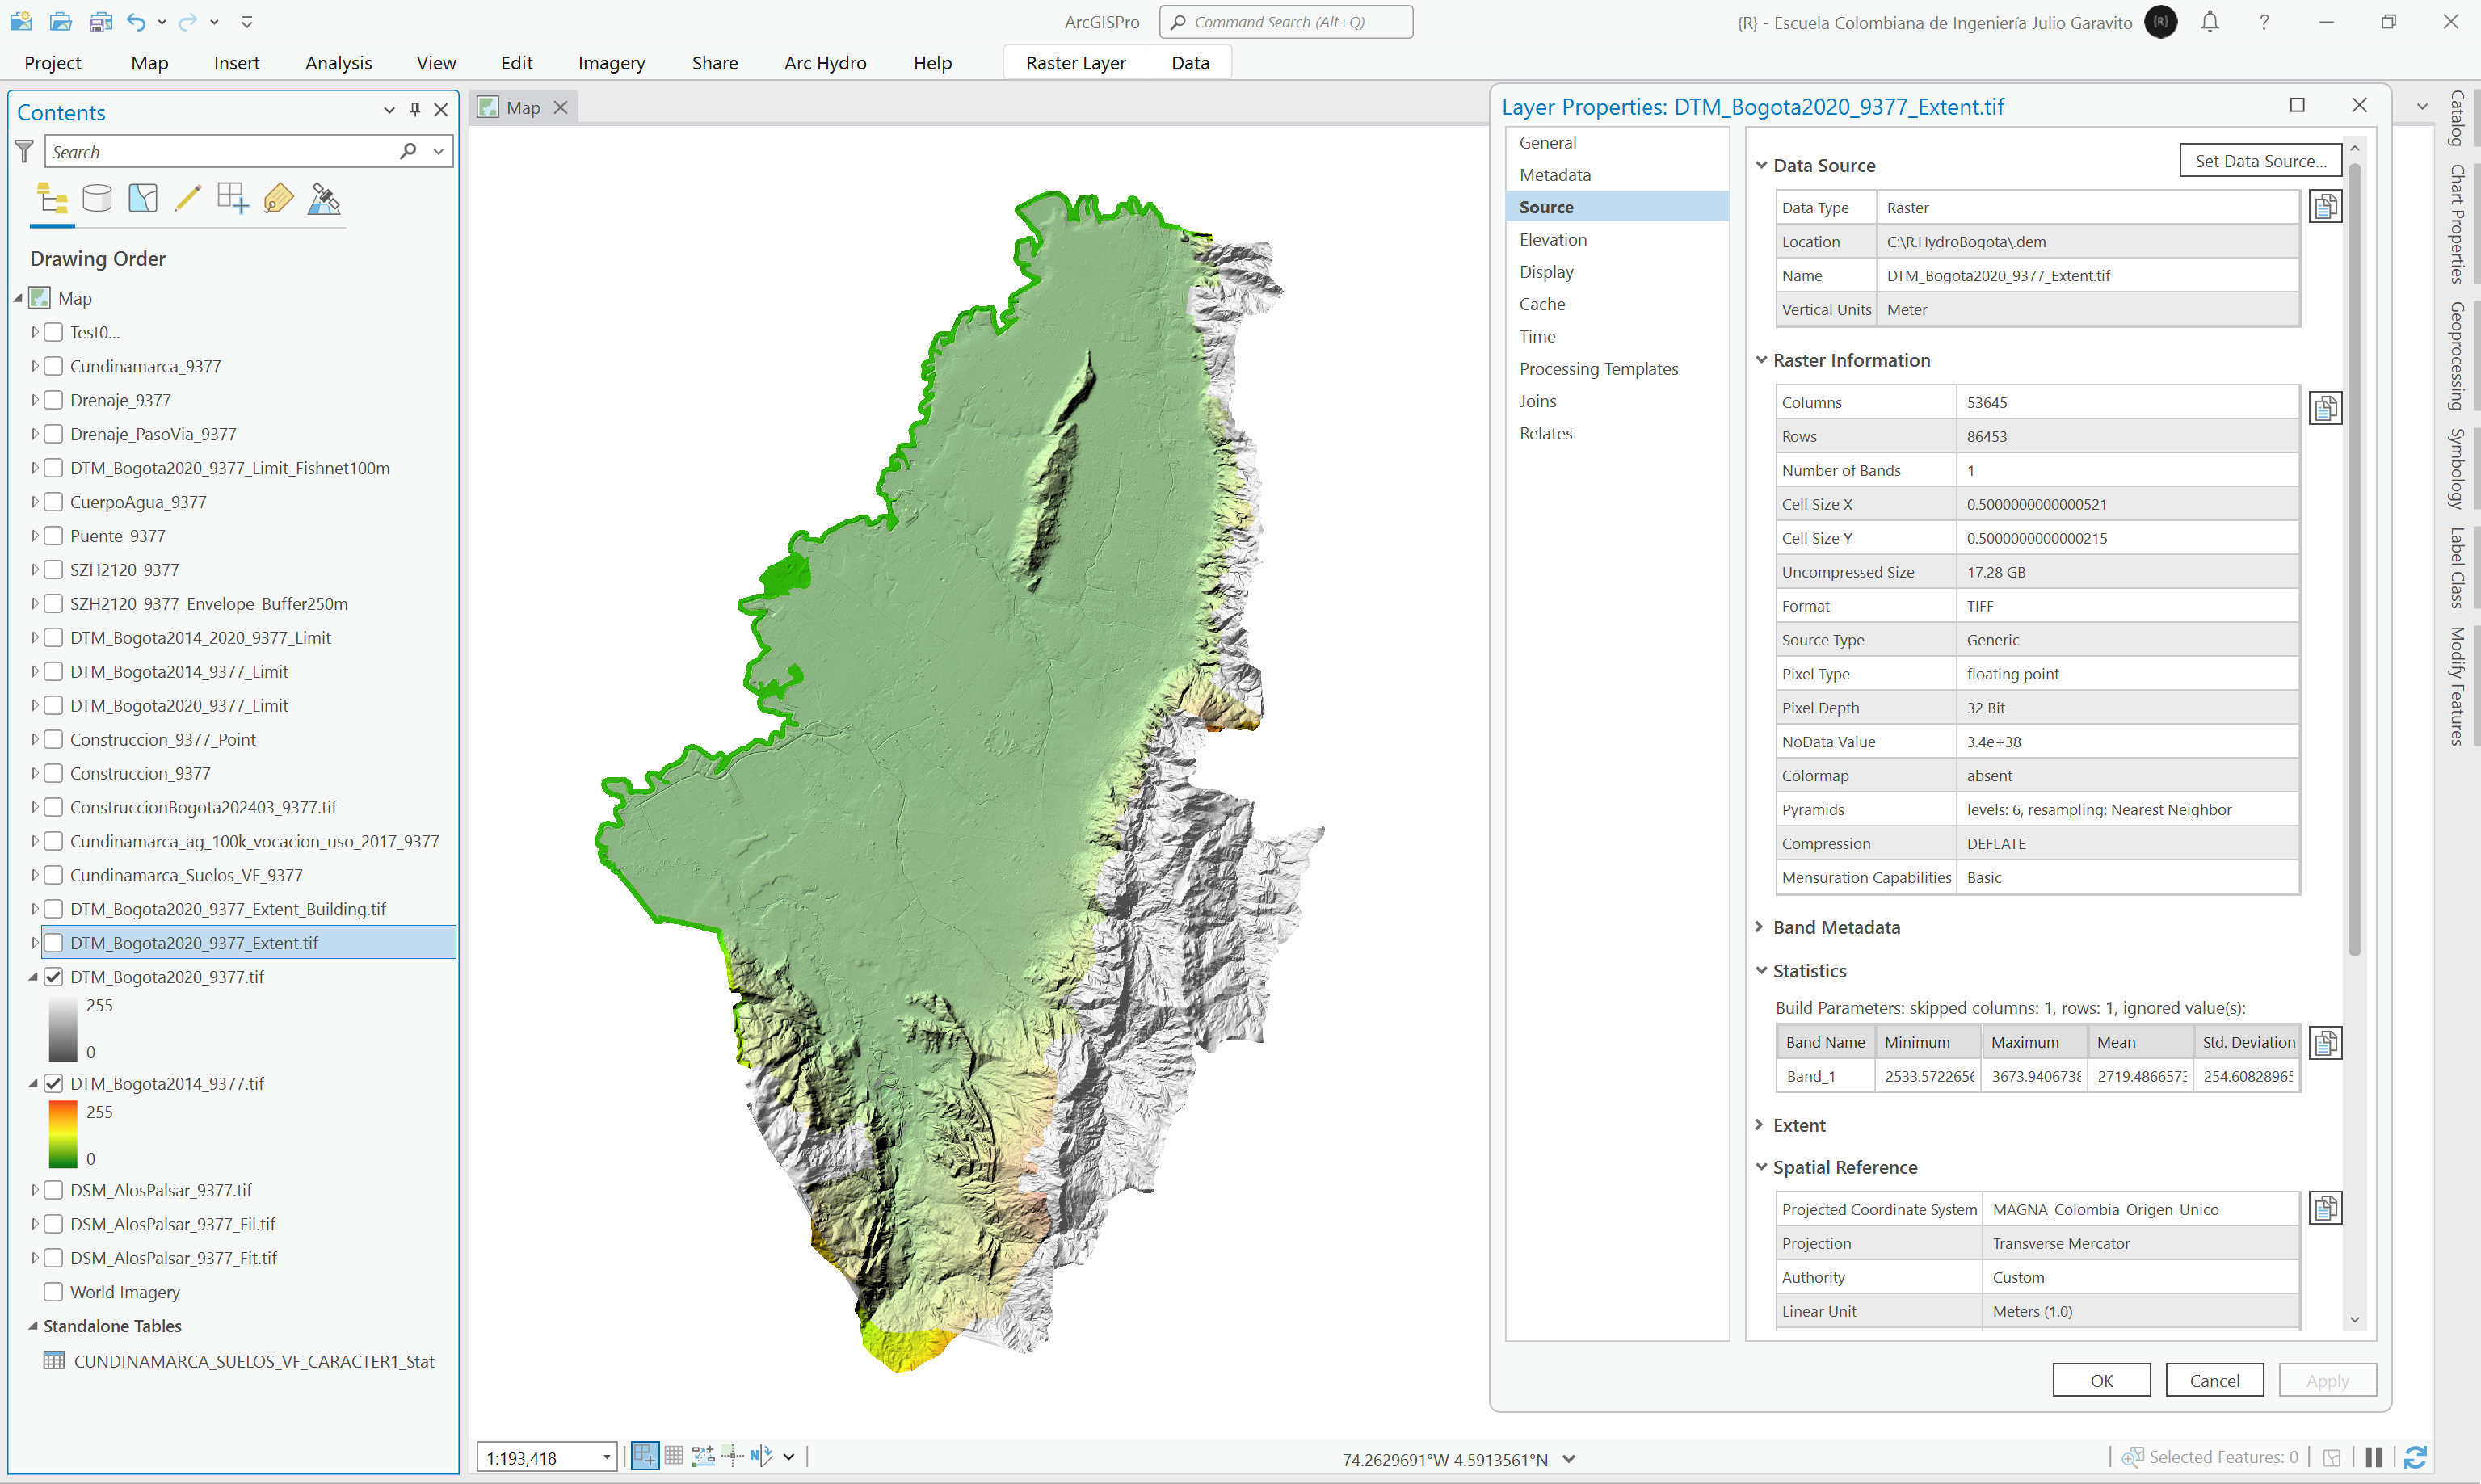 ArcGISPro
Command Search (Alt+Q)
{R} - Escuela Colombiana de Ingeniería Julio Garavito
{R}
?
Project Map Insert Analysis View Edit Imagery Share Arc Hydro Help Raster Layer Data
Contents
Search
Drawing Order
Map
Test0...
Cundinamarca_9377
Drenaje_9377
Drenaje_PasoVia_9377
DTM_Bogota2020_9377_Limit_Fishnet100m
CuerpoAgua_9377
Puente_9377
SZH2120_9377
SZH2120_9377_Envelope_Buffer250m
DTM_Bogota2014_2020_9377_Limit
DTM_Bogota2014_9377_Limit
DTM_Bogota2020_9377_Limit
Construccion_9377_Point
Construccion_9377
ConstruccionBogota202403_9377.tif
Cundinamarca_ag_100k_vocacion_uso_2017_9377
Cundinamarca_Suelos_VF_9377
DTM_Bogota2020_9377_Extent_Building.tif
DTM_Bogota2020_9377_Extent.tif
DTM_Bogota2020_9377.tif
255
0
DTM_Bogota2014_9377.tif
255
0
DSM_AlosPalsar_9377.tif
DSM_AlosPalsar_9377_Fil.tif
DSM_AlosPalsar_9377_Fit.tif
World Imagery
Standalone Tables
CUNDINAMARCA_SUELOS_VF_CARACTER1_Stat
Map
1:193,418
N
74.2629691°W 4.5913561°N
Selected Features: 0
Layer Properties: DTM_Bogota2020_9377_Extent.tif
General
Metadata
Source
Elevation
Display
Cache
Time
Processing Templates
Joins
Relates
Data Source
Set Data Source...
Data Type Raster
Location C:\R.HydroBogota\.dem
Name DTM_Bogota2020_9377_Extent.tif
Vertical Units Meter
Raster Information
Columns 53645
Rows 86453
Number of Bands 1
Cell Size X 0.5000000000000521
Cell Size Y 0.5000000000000215
Uncompressed Size 17.28 GB
Format TIFF
Source Type Generic
Pixel Type floating point
Pixel Depth 32 Bit
NoData Value 3.4e+38
Colormap absent
Pyramids levels: 6, resampling: Nearest Neighbor
Compression DEFLATE
Mensuration Capabilities Basic
Band Metadata
Statistics
Build Parameters: skipped columns: 1, rows: 1, ignored value(s):
Band Name Minimum Maximum Mean Std. Deviation
Band_1 2533.5722656 3673.9406738 2719.4866573 254.60828965
Extent
Spatial Reference
Projected Coordinate System MAGNA_Colombia_Origen_Unico
Projection Transverse Mercator
Authority Custom
Linear Unit Meters (1.0)
OK Cancel Apply
Catalog
Chart Properties
Geoprocessing
Symbology
Label Class
Modify Features